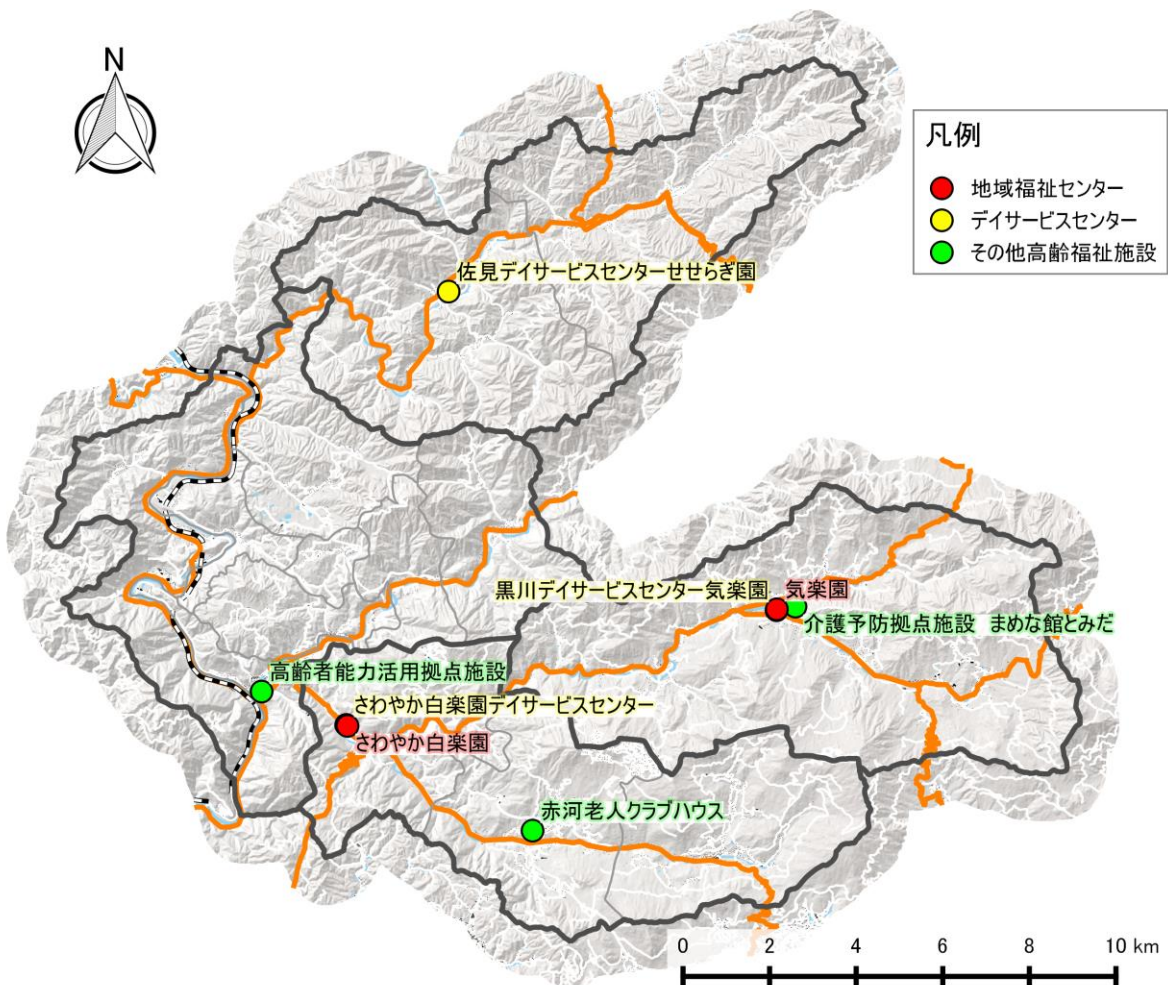 N
凡例
地域福祉センター
デイサービスセンター
その他高齢福祉施設
佐見デイサービスセンターせせらぎ園
黒川デイサービスセンター気楽園
気楽園
介護予防拠点施設 まめな館とみだ
高齢者能力活用拠点施設
さわやか白楽園デイサービスセンター
さわやか白楽園
赤河老人クラブハウス
0 2 4 6 8 10 km